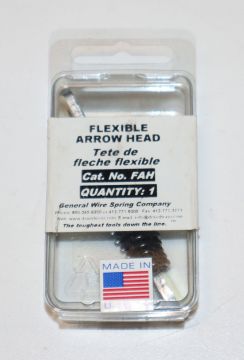 FLEXIBLE
ARROW HEAD
Tete de
fleche flexible
Cat. No. FAH
QUANTITY: 1
General Wire Spring Company
The toughest tools down the line.
MADE IN